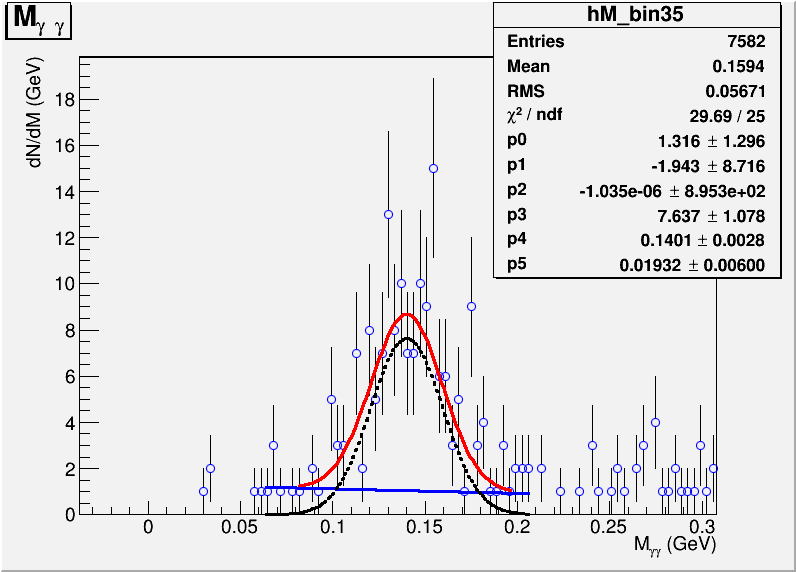 M γ γ
hM_bin35
Entries 7582
Mean 0.1594
RMS 0.05671
χ² / ndf 29.69 / 25
p0 1.316 ± 1.296
p1 -1.943 ± 8.716
p2 -1.035e-06 ± 8.953e+02
p3 7.637 ± 1.078
p4 0.1401 ± 0.0028
p5 0.01932 ± 0.00600
dN/dM (GeV)
18
16
14
12
10
8
6
4
2
0
0 0.05 0.1 0.15 0.2 0.25 0.3
Mγγ (GeV)